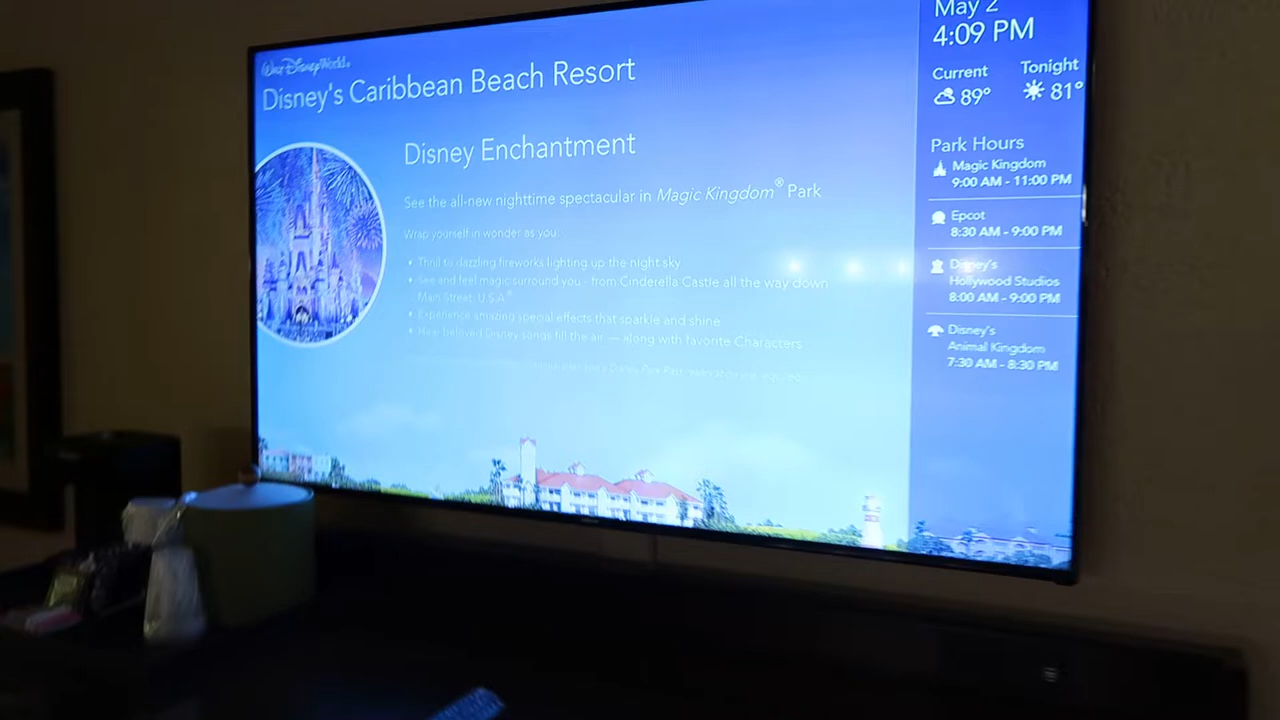 Walt Disney World®
Disney's Caribbean Beach Resort
Disney Enchantment
See the all-new nighttime spectacular in Magic Kingdom® Park
Wrap yourself in wonder as you:
• Thrill to dazzling fireworks lighting up the night sky
• See and feel magic surround you - from Cinderella Castle all the way down
Main Street, U.S.A.®
• Experience amazing special effects that sparkle and shine
• Hear beloved Disney songs fill the air — along with favorite Characters
May 2
4:09 PM
Current
Tonight
89°
81°
Park Hours
Magic Kingdom
9:00 AM - 11:00 PM
Epcot
8:30 AM - 9:00 PM
Disney's
Hollywood Studios
8:00 AM - 9:00 PM
Disney's
Animal Kingdom
7:30 AM - 8:30 PM